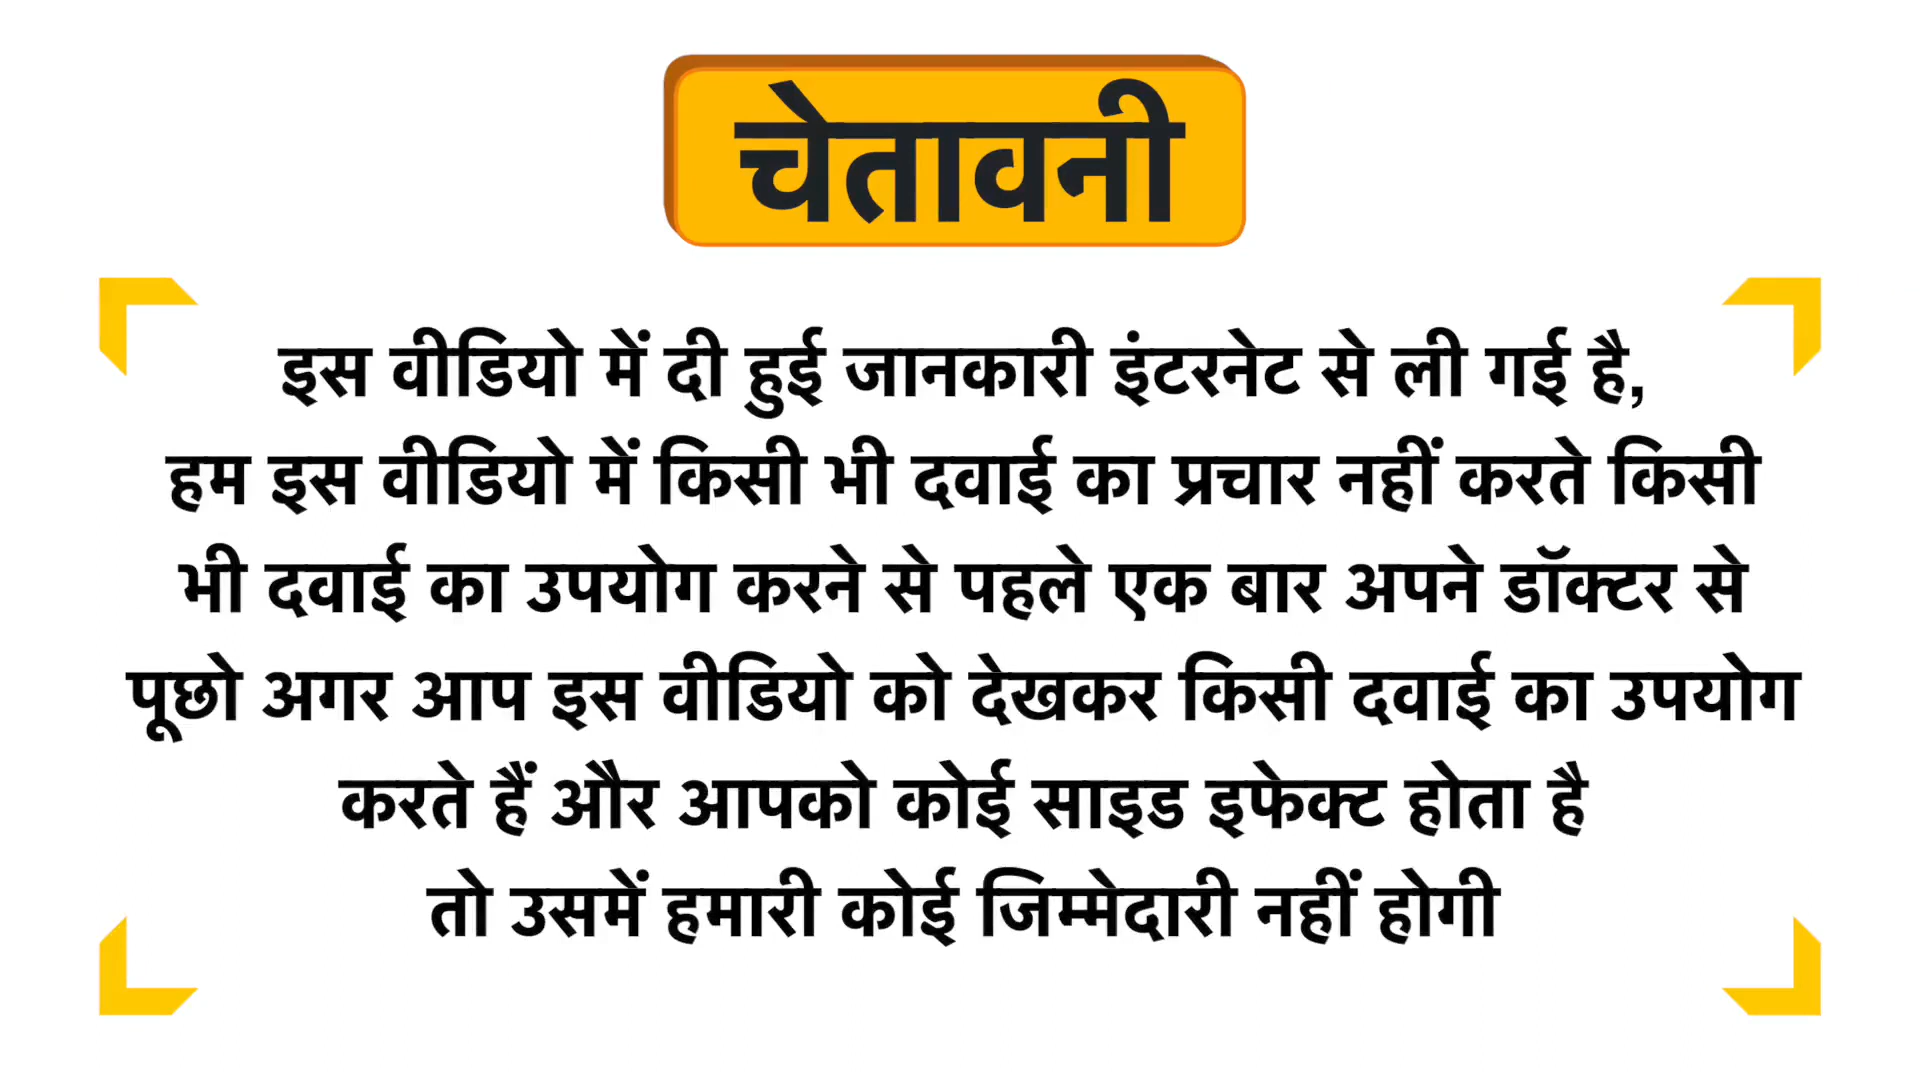 चेतावनी
इस वीडियो में दी हुई जानकारी इंटरनेट से ली गई है,
हम इस वीडियो में किसी भी दवाई का प्रचार नहीं करते किसी
भी दवाई का उपयोग करने से पहले एक बार अपने डॉक्टर से
पूछो अगर आप इस वीडियो को देखकर किसी दवाई का उपयोग
करते हैं और आपको कोई साइड इफेक्ट होता है
तो उसमें हमारी कोई जिम्मेदारी नहीं होगी